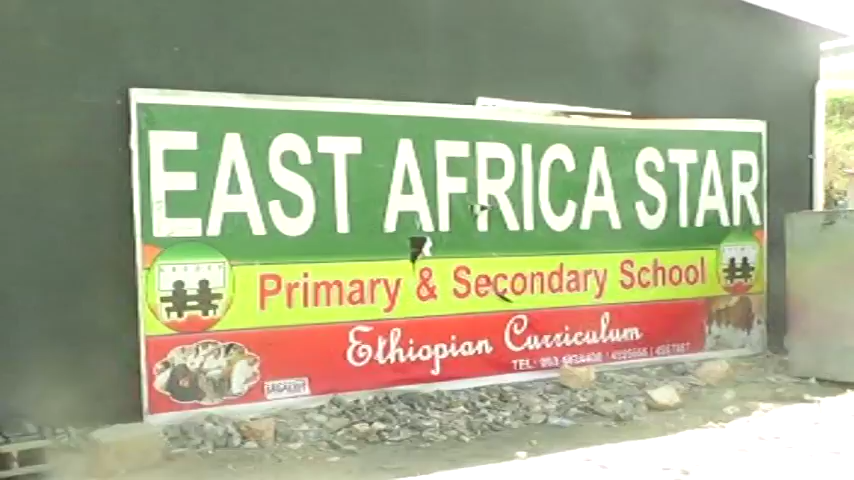 EAST AFRICA STAR
Primary & Secondary School
Ethiopian Curriculum
TEL: